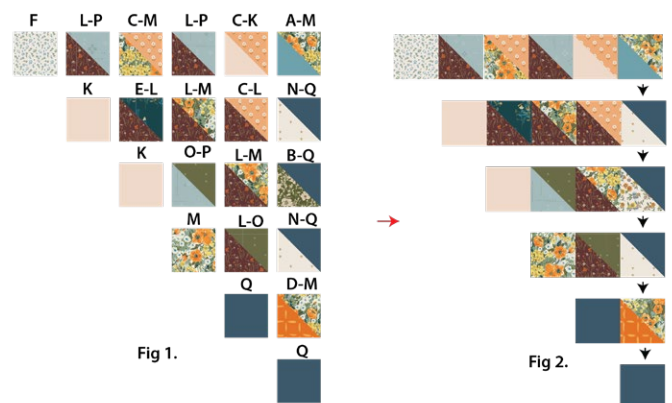 F L-P C-M L-P C-K A-M
K E-L L-M C-L N-Q
K O-P L-M B-Q
M L-O N-Q
Q D-M
Q
Fig 1.
Fig 2.